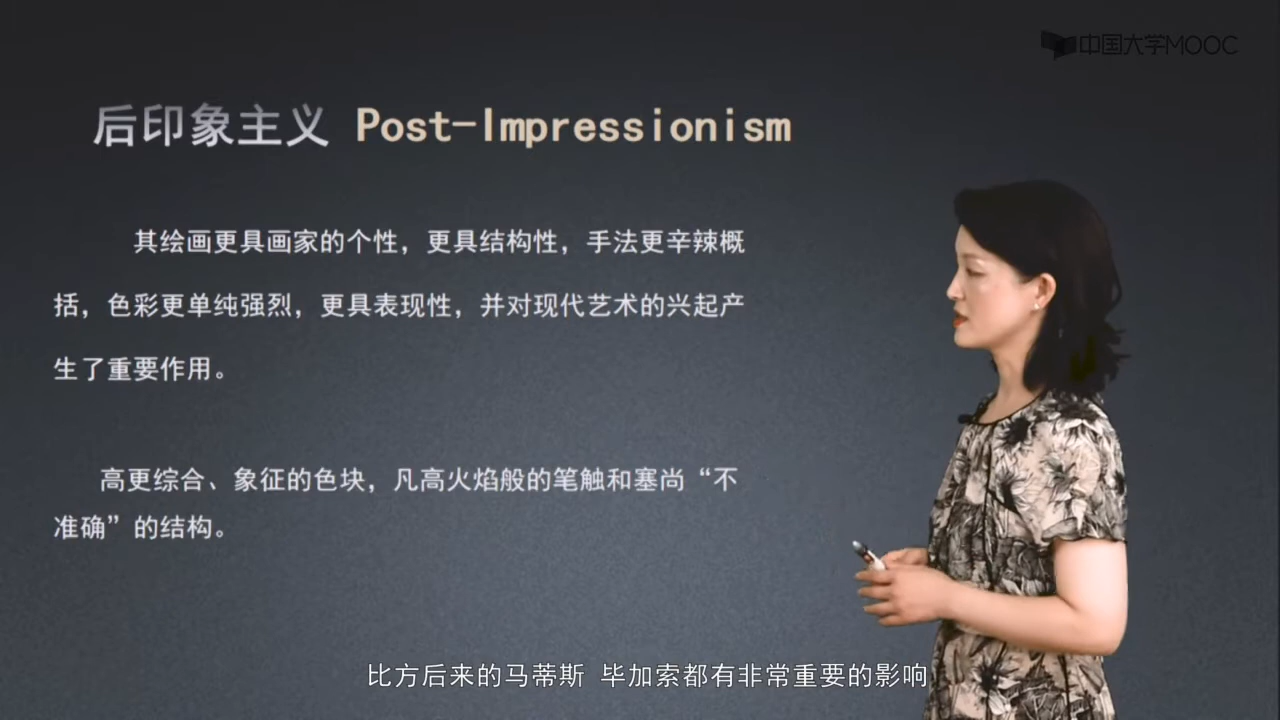 中国大学MOOC
后印象主义 Post-Impressionism
其绘画更具画家的个性，更具结构性，手法更辛辣概
括，色彩更单纯强烈，更具表现性，并对现代艺术的兴起产
生了重要作用。
高更综合、象征的色块，凡高火焰般的笔触和塞尚“不
准确”的结构。
比方后来的马蒂斯 毕加索都有非常重要的影响